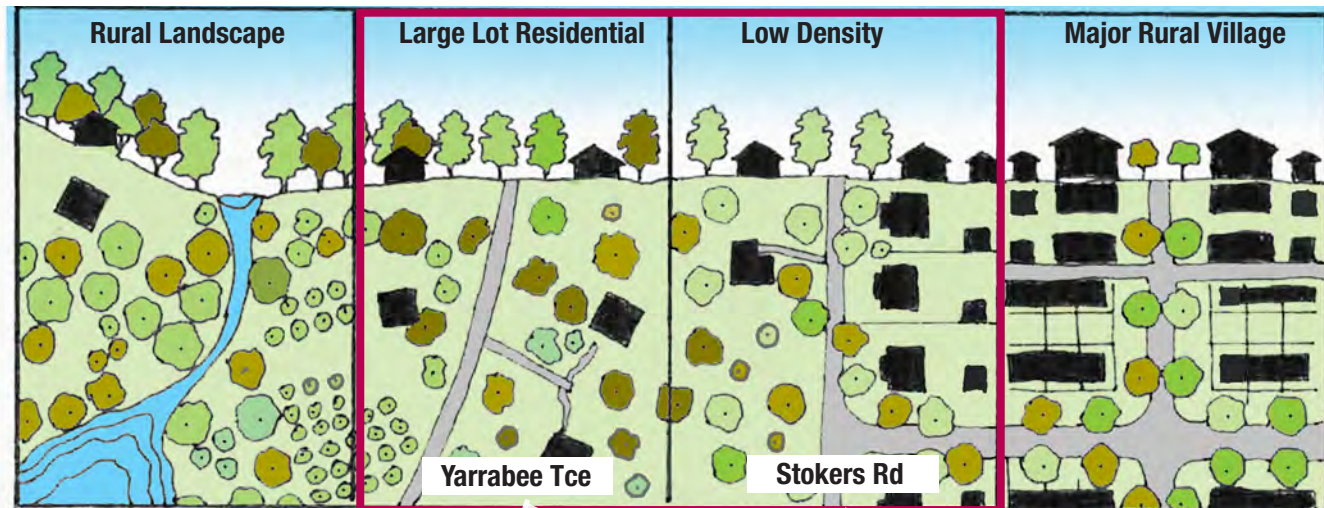 Rural Landscape
Large Lot Residential
Low Density
Major Rural Village
Yarrabee Tce
Stokers Rd